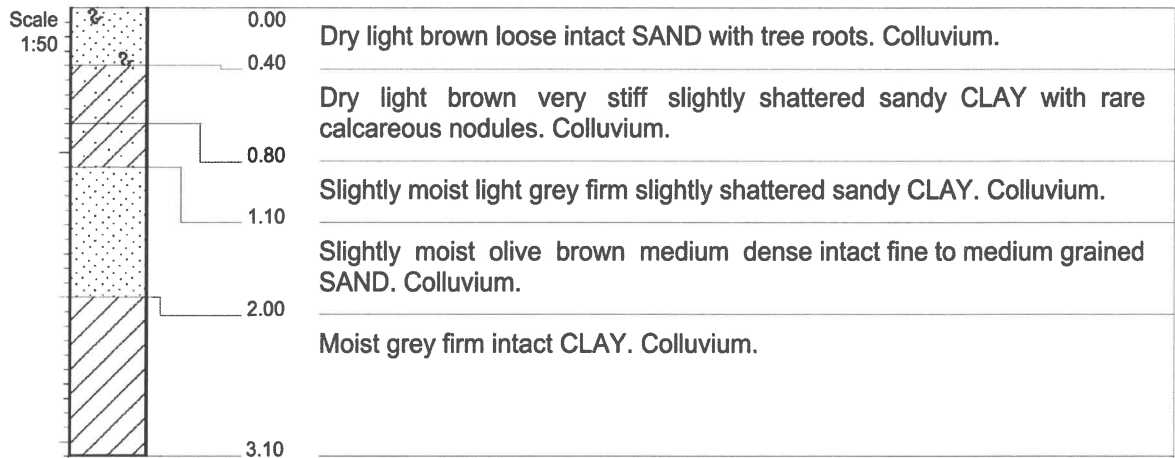 Scale
1:50
0.00
Dry light brown loose intact SAND with tree roots. Colluvium.
0.40
Dry light brown very stiff slightly shattered sandy CLAY with rare
calcareous nodules. Colluvium.
0.80
Slightly moist light grey firm slightly shattered sandy CLAY. Colluvium.
1.10
Slightly moist olive brown medium dense intact fine to medium grained
SAND. Colluvium.
2.00
Moist grey firm intact CLAY. Colluvium.
3.10